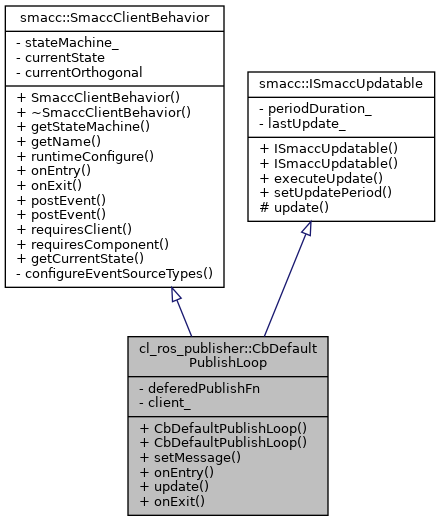 smacc::SmaccClientBehavior
- stateMachine_
- currentState
- currentOrthogonal
+ SmaccClientBehavior()
+ ~SmaccClientBehavior()
+ getStateMachine()
+ getName()
+ runtimeConfigure()
+ onEntry()
+ onExit()
+ postEvent()
+ postEvent()
+ requiresClient()
+ requiresComponent()
+ getCurrentState()
- configureEventSourceTypes()
smacc::ISmaccUpdatable
- periodDuration_
- lastUpdate_
+ ISmaccUpdatable()
+ ISmaccUpdatable()
+ executeUpdate()
+ setUpdatePeriod()
# update()
cl_ros_publisher::CbDefault
PublishLoop
- deferedPublishFn
- client_
+ CbDefaultPublishLoop()
+ CbDefaultPublishLoop()
+ setMessage()
+ onEntry()
+ update()
+ onExit()